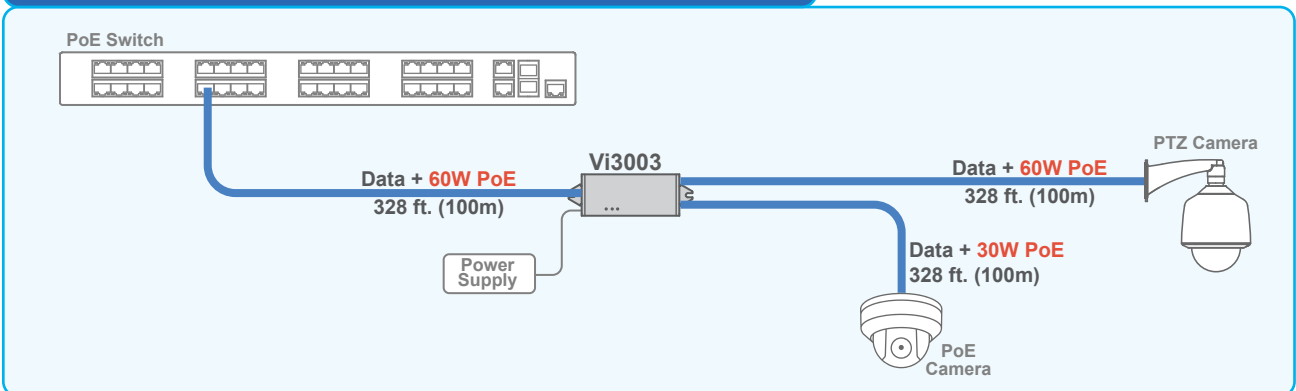 PoE Switch
Vi3003
Data + 60W PoE
328 ft. (100m)
Power
Supply
Data + 60W PoE
328 ft. (100m)
PTZ Camera
Data + 30W PoE
328 ft. (100m)
PoE
Camera